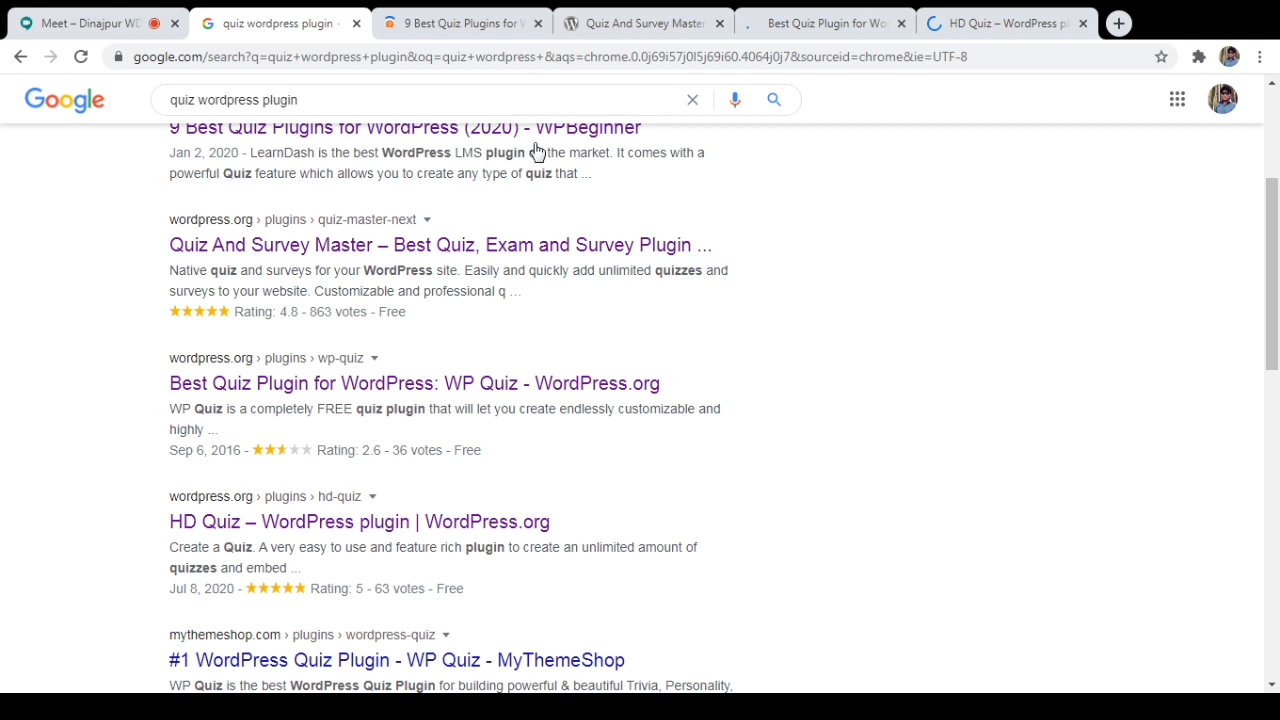 Meet – Dinajpur WD
quiz wordpress plugin -
9 Best Quiz Plugins for W
Quiz And Survey Master
Best Quiz Plugin for Wo
HD Quiz – WordPress pl
google.com/search?q=quiz+wordpress+plugin&oq=quiz+wordpress+&aqs=chrome.0.0j69i57j0l5j69i60.4064j0j7&sourceid=chrome&ie=UTF-8
Google
quiz wordpress plugin
9 Best Quiz Plugins for WordPress (2020) - WPBeginner
Jan 2, 2020 - LearnDash is the best WordPress LMS plugin the market. It comes with a
powerful Quiz feature which allows you to create any type of quiz that ...
wordpress.org › plugins › quiz-master-next
Quiz And Survey Master – Best Quiz, Exam and Survey Plugin ...
Native quiz and surveys for your WordPress site. Easily and quickly add unlimited quizzes and
surveys to your website. Customizable and professional q …
Rating: 4.8 - 863 votes - Free
wordpress.org › plugins › wp-quiz
Best Quiz Plugin for WordPress: WP Quiz - WordPress.org
WP Quiz is a completely FREE quiz plugin that will let you create endlessly customizable and
highly ...
Sep 6, 2016 - Rating: 2.6 - 36 votes - Free
wordpress.org › plugins › hd-quiz
HD Quiz – WordPress plugin | WordPress.org
Create a Quiz. A very easy to use and feature rich plugin to create an unlimited amount of
quizzes and embed ...
Jul 8, 2020 - Rating: 5 - 63 votes - Free
mythemeshop.com › plugins › wordpress-quiz
#1 WordPress Quiz Plugin - WP Quiz - MyThemeShop
WP Quiz is the best WordPress Quiz Plugin for building powerful & beautiful Trivia, Personality,